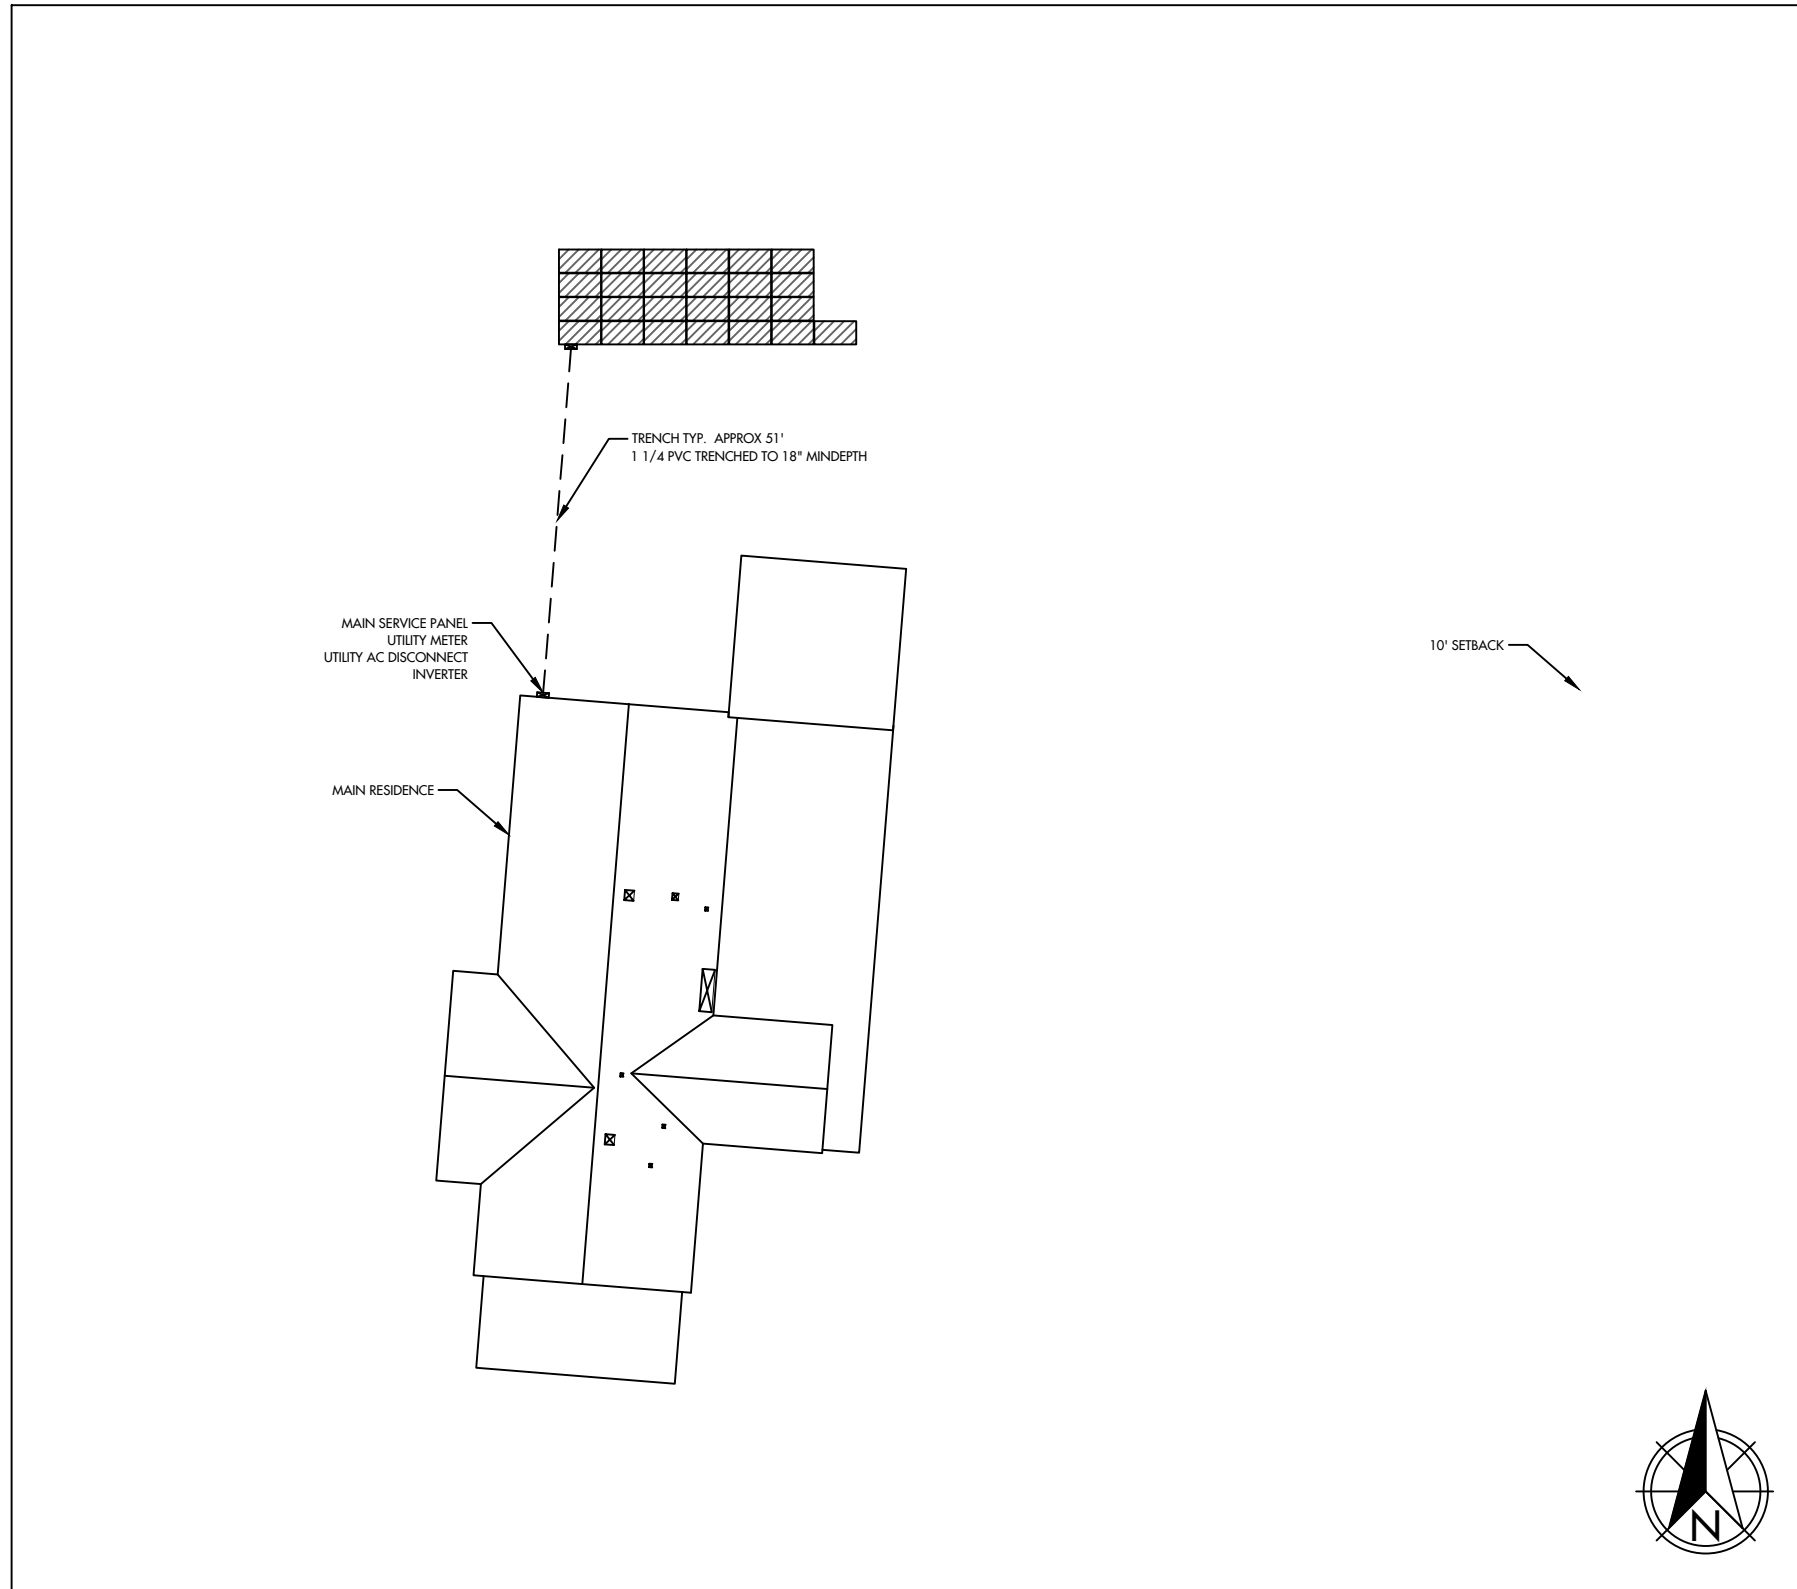 TRENCH TYP. APPROX 51'
1 1/4 PVC TRENCHED TO 18" MINDEPTH
MAIN SERVICE PANEL
UTILITY METER
UTILITY AC DISCONNECT
INVERTER
10' SETBACK
MAIN RESIDENCE
N